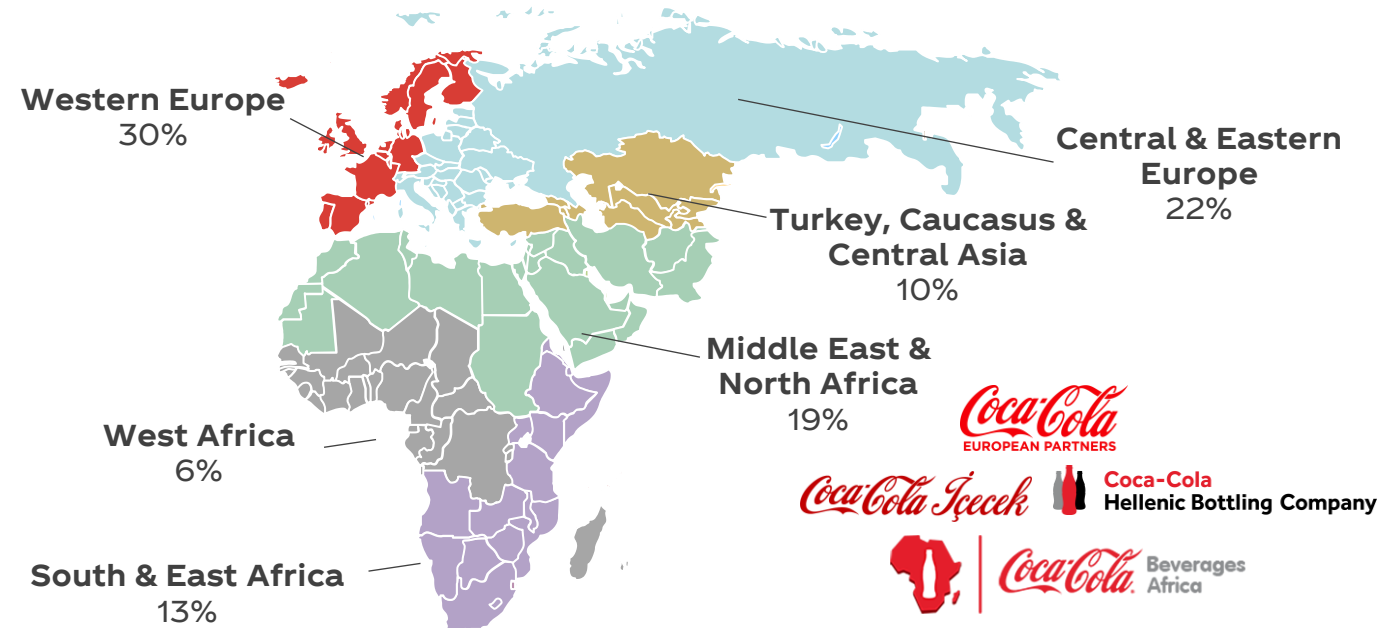 Western Europe
30%
Central & Eastern
Europe
22%
Turkey, Caucasus &
Central Asia
10%
Middle East &
North Africa
19%
West Africa
6%
South & East Africa
13%
Coca-Cola
EUROPEAN PARTNERS
Coca-Cola İçecek
Coca-Cola
Hellenic Bottling Company
Coca-Cola
Beverages
Africa